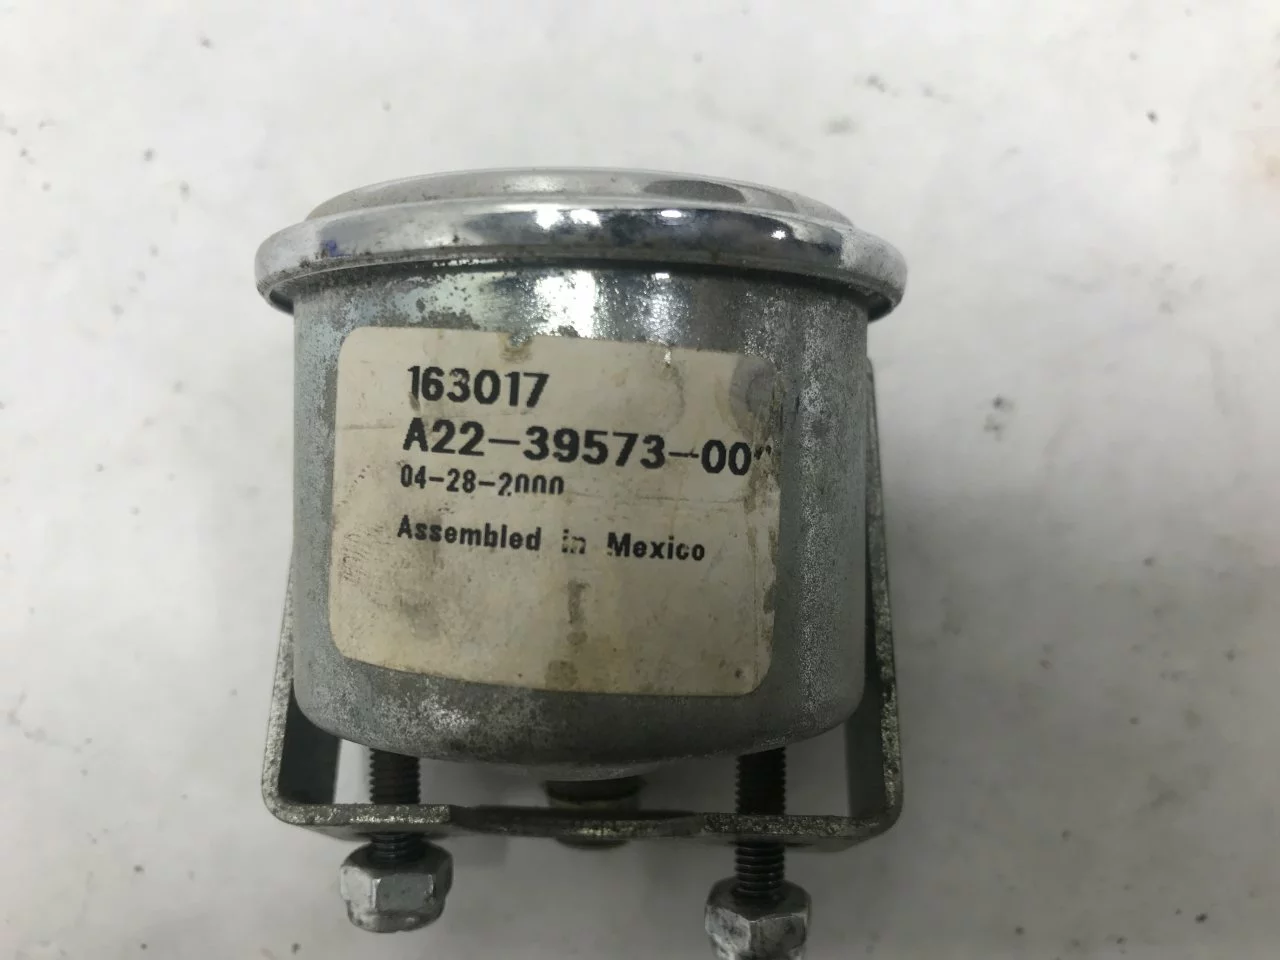 163017
A22-39573-00
04-28-2000
Assembled in Mexico